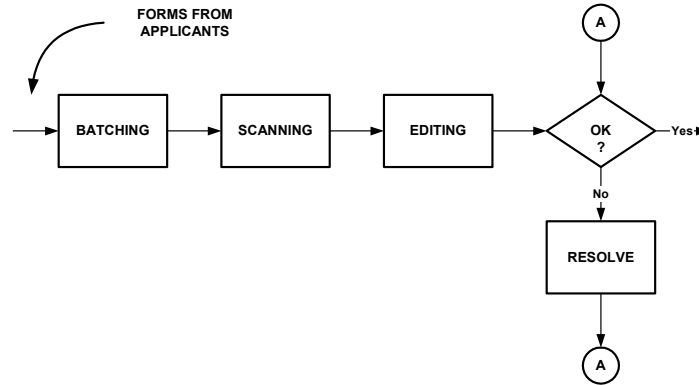 FORMS FROM
APPLICANTS
A
BATCHING
SCANNING
EDITING
OK
?
Yes
No
RESOLVE
A